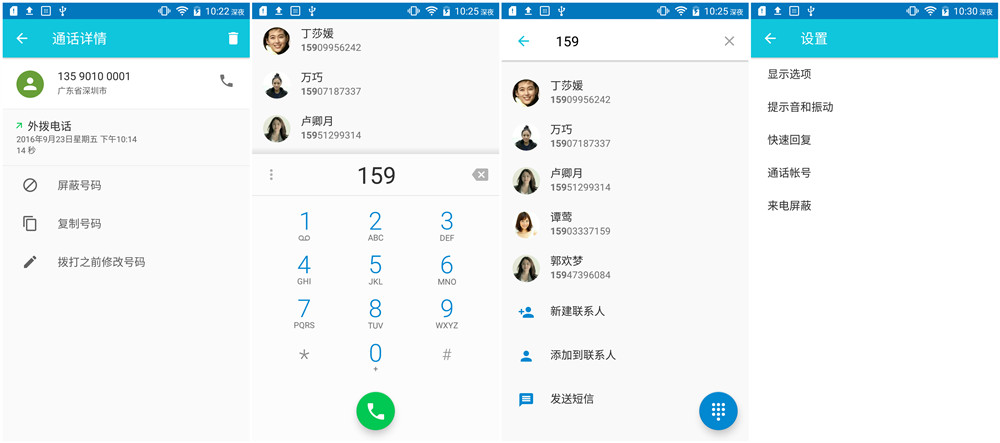 10:22深夜
通话详情
135 9010 0001
广东省深圳市
外拨电话
2016年9月23日星期五 下午10:14
14 秒
屏蔽号码
复制号码
拨打之前修改号码
10:25深夜
丁莎媛
15909956242
万巧
15907187337
卢卿月
15951299314
159
1
2 ABC
3 DEF
4 GHI
5 JKL
6 MNO
7 PQRS
8 TUV
9 WXYZ
*
0 +
#
10:25深夜
159
丁莎媛
15909956242
万巧
15907187337
卢卿月
15951299314
谭莺
15903337159
郭欢梦
15947396084
新建联系人
添加到联系人
发送短信
10:30深夜
设置
显示选项
提示音和振动
快速回复
通话帐号
来电屏蔽